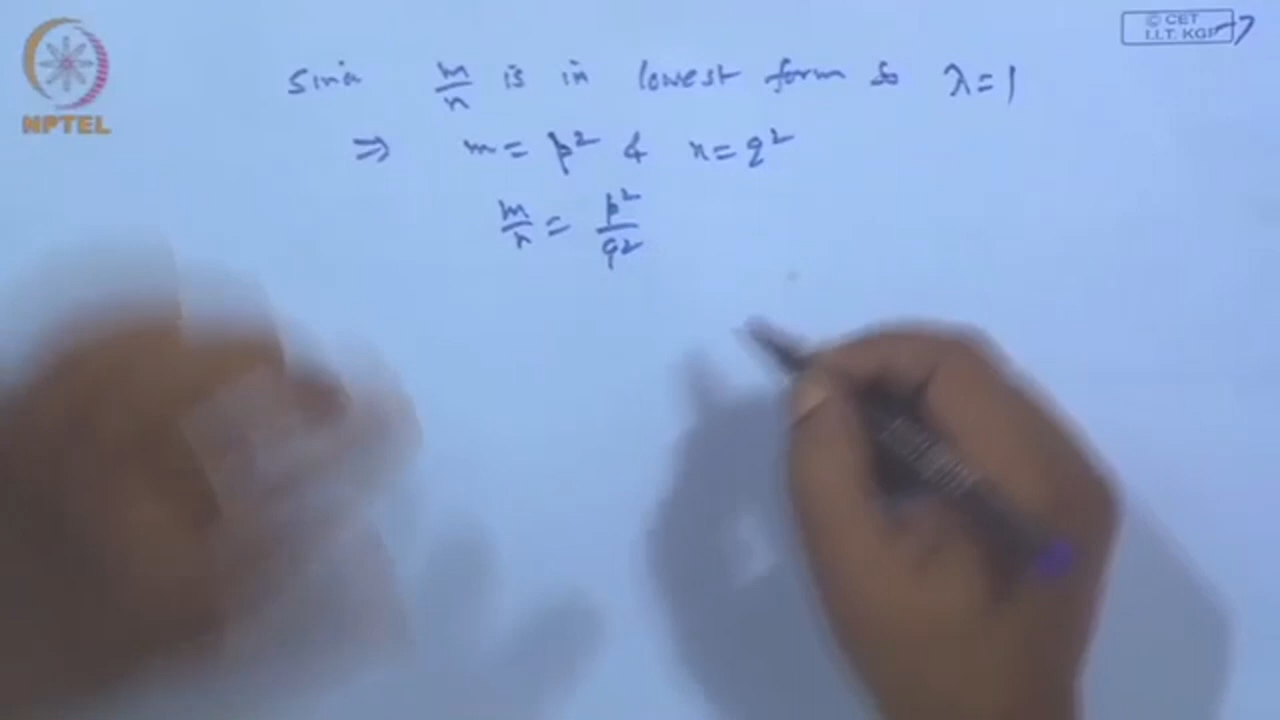 © CET
I.I.T. KGP
NPTEL
Since m/n is in lowest form so λ=1
⇒ m = p² & n = q²
m/n = p²/q²